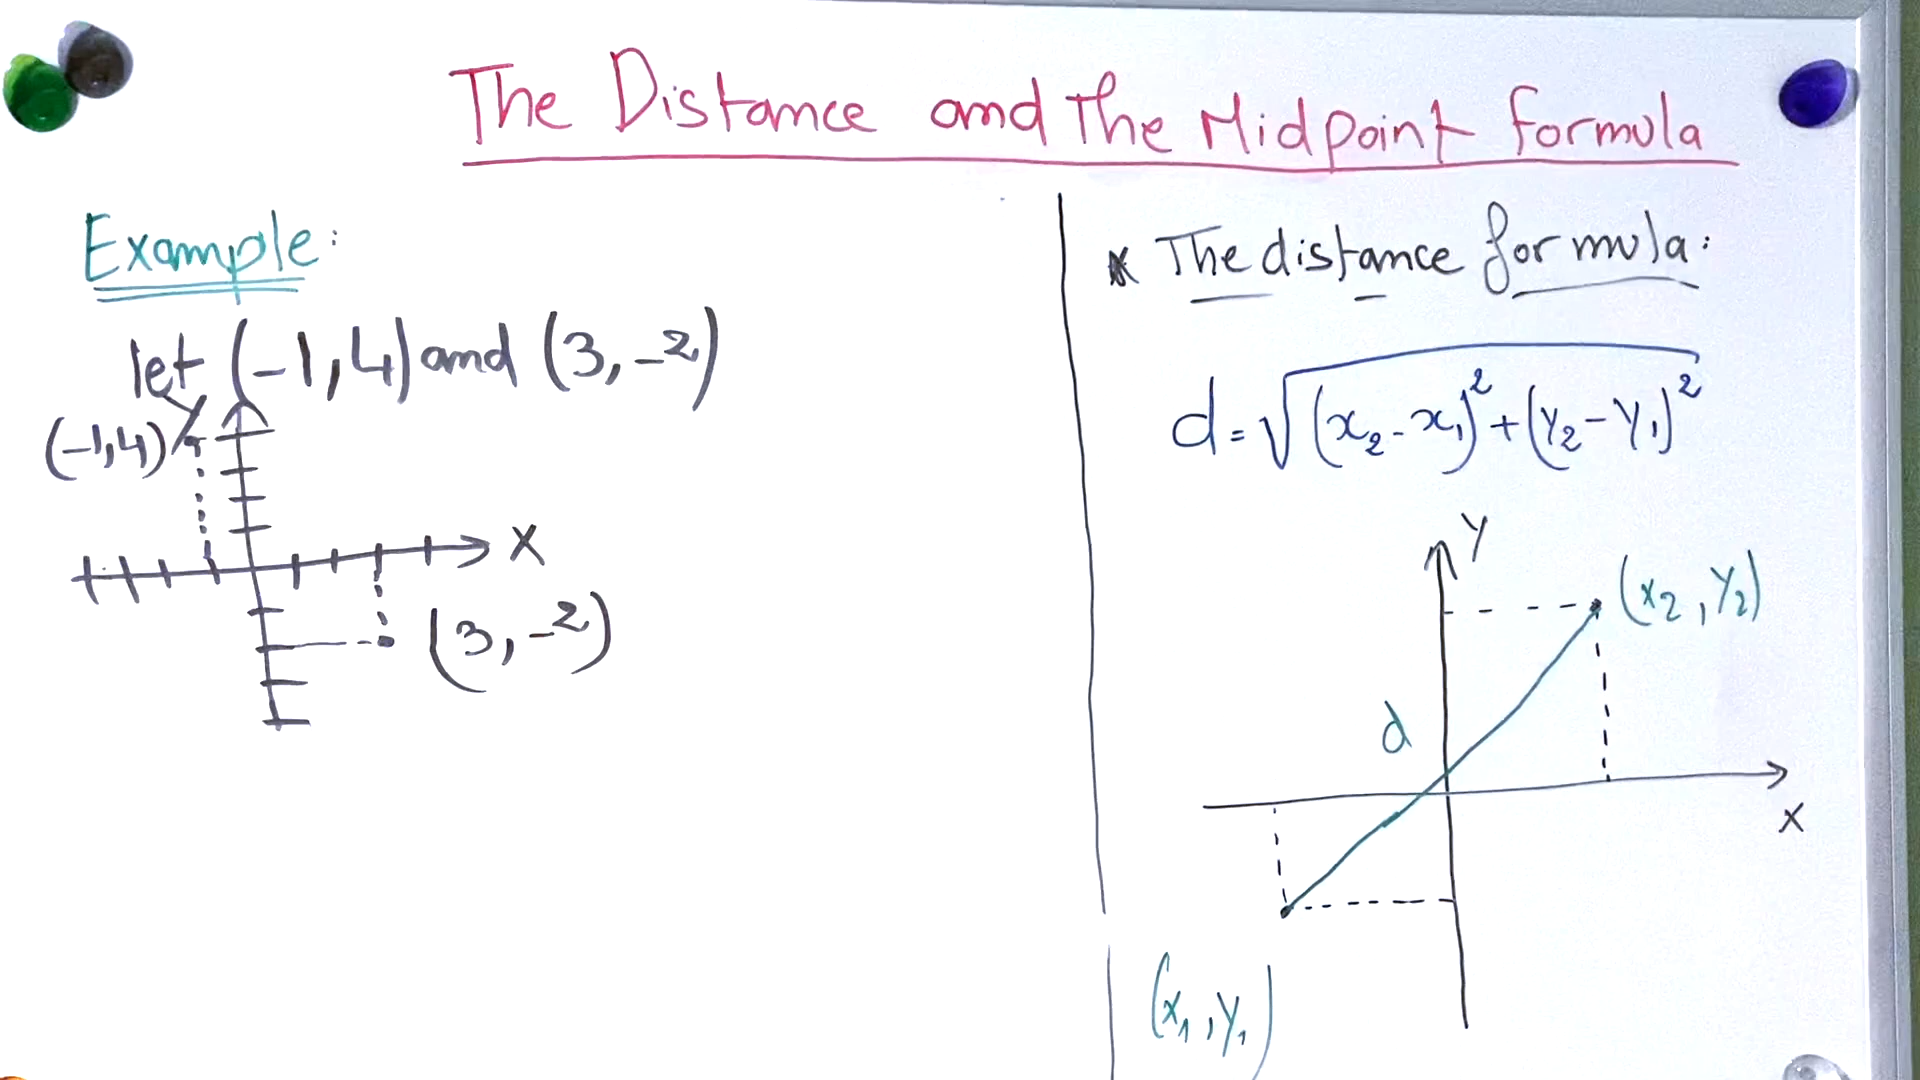 The Distance and The Midpoint formula
Example:
let (-1,4) and (3,-2)
(-1,4)
Y
X
(3,-2)
* The distance formula:
d=√(x₂-x₁)²+(y₂-y₁)²
Y
(x₂,y₂)
d
X
(x₁,y₁)